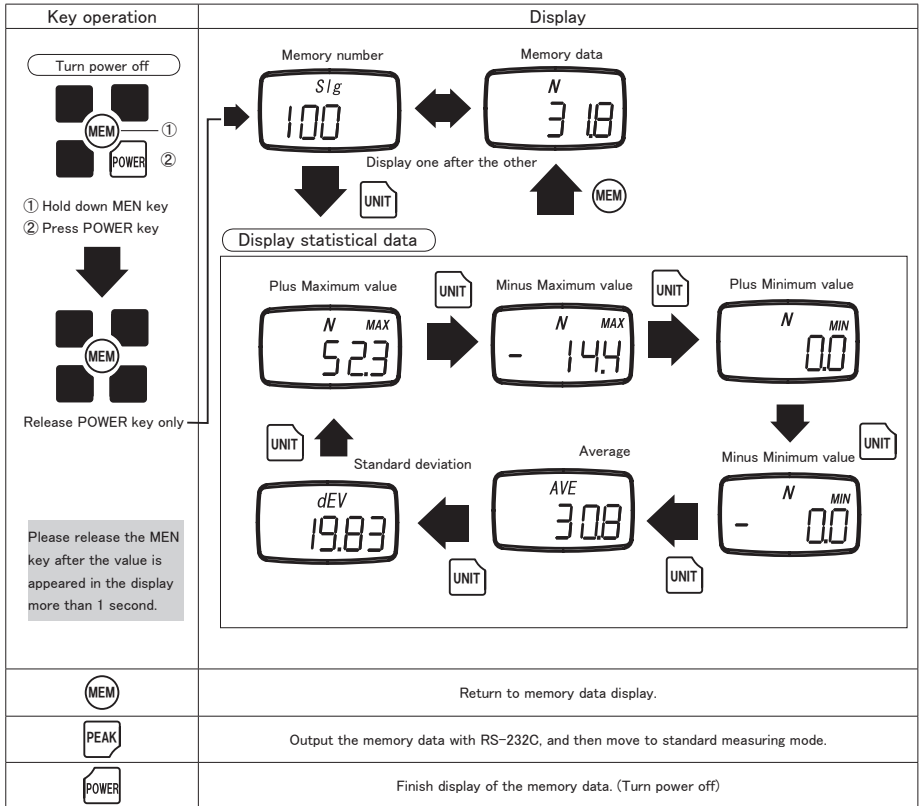 Key operation
Display
Turn power off
MEM
①
POWER
②
① Hold down MEN key
② Press POWER key
MEM
Release POWER key only
Please release the MEN
key after the value is
appeared in the display
more than 1 second.
Memory number
Memory data
SIg
100
N
31.8
Display one after the other
UNIT
MEM
Display statistical data
Plus Maximum value
UNIT
Minus Maximum value
UNIT
Plus Minimum value
N MAX
52.3
N MAX
- 14.4
N MIN
0.0
UNIT
Standard deviation
Average
Minus Minimum value
UNIT
dEV
19.83
AVE
30.8
N MIN
- 0.0
UNIT
UNIT
MEM
Return to memory data display.
PEAK
Output the memory data with RS-232C, and then move to standard measuring mode.
POWER
Finish display of the memory data. (Turn power off)